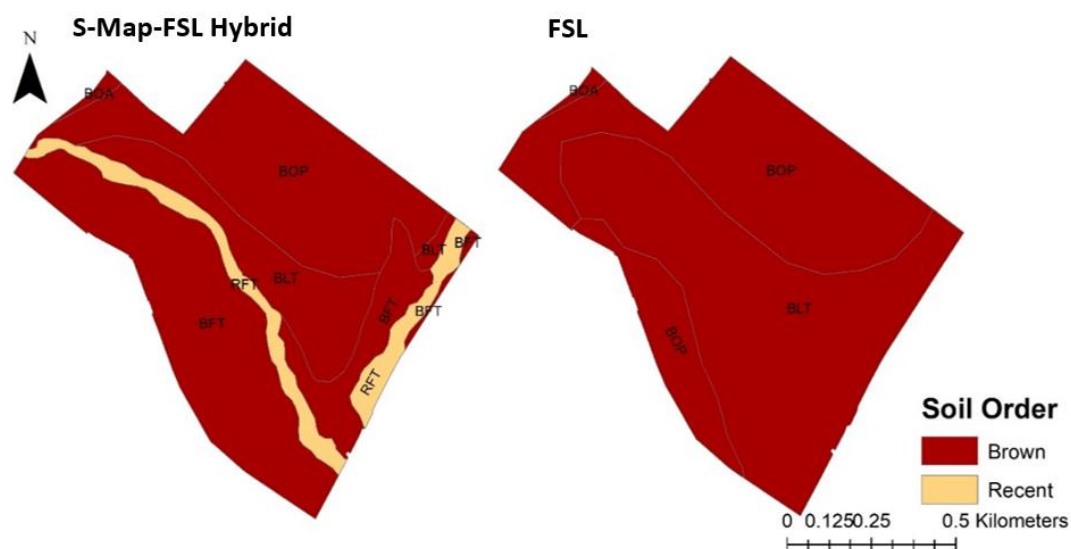 S-Map-FSL Hybrid
FSL
N
BOA
BOP
BLT
BFT
RFT
BLT
BFT
BFT
BFT
RFT
BOA
BOP
BLT
BOP
Soil Order
Brown
Recent
0 0.1250.25 0.5 Kilometers